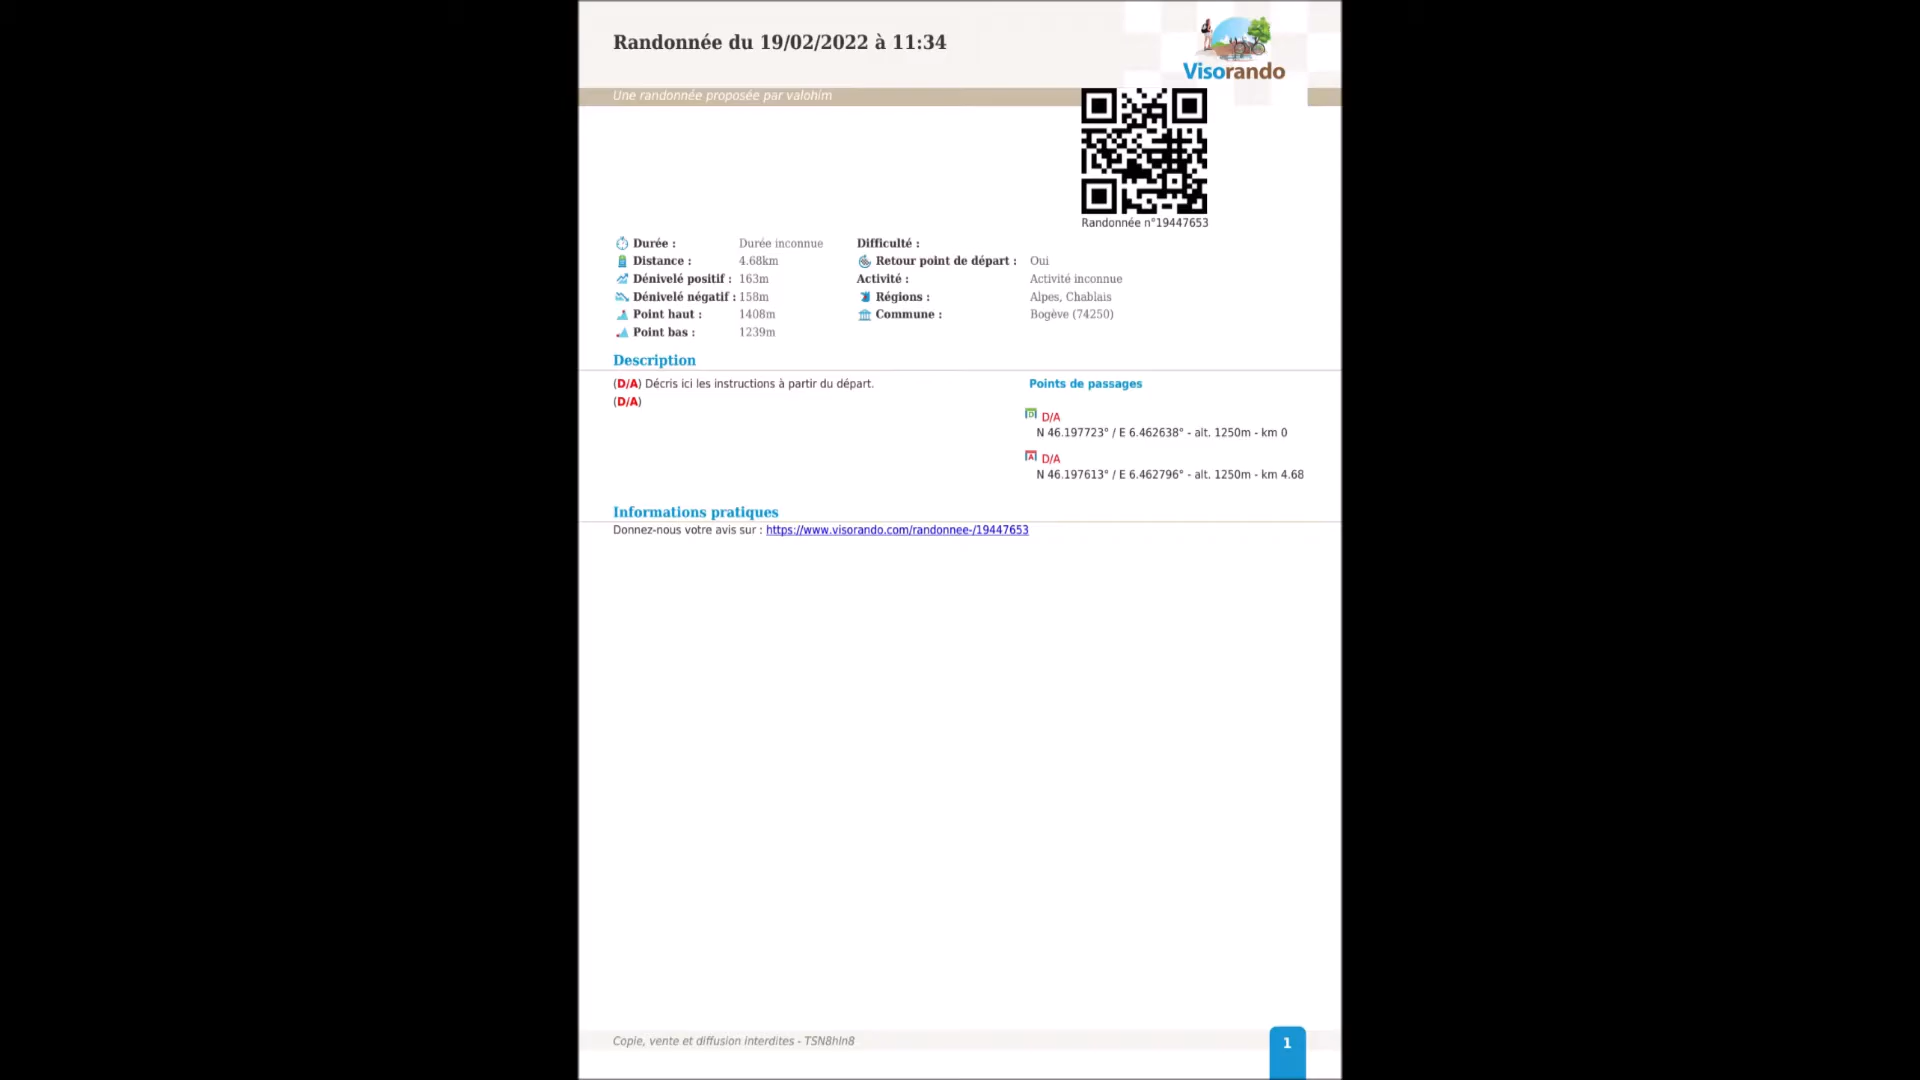 Randonnée du 19/02/2022 à 11:34
Visorando
Une randonnée proposée par valohim
Randonnée n°19447653
Durée : Durée inconnue Difficulté :
Distance : 4.68km Retour point de départ : Oui
Dénivelé positif : 163m Activité : Activité inconnue
Dénivelé négatif : 158m Régions : Alpes, Chablais
Point haut : 1408m Commune : Bogève (74250)
Point bas : 1239m
Description
(D/A) Décris ici les instructions à partir du départ.
(D/A)
Points de passages
D D/A
N 46.197723° / E 6.462638° - alt. 1250m - km 0
A D/A
N 46.197613° / E 6.462796° - alt. 1250m - km 4.68
Informations pratiques
Donnez-nous votre avis sur : https://www.visorando.com/randonnee-/19447653
Copie, vente et diffusion interdites - TSN8hln8
1